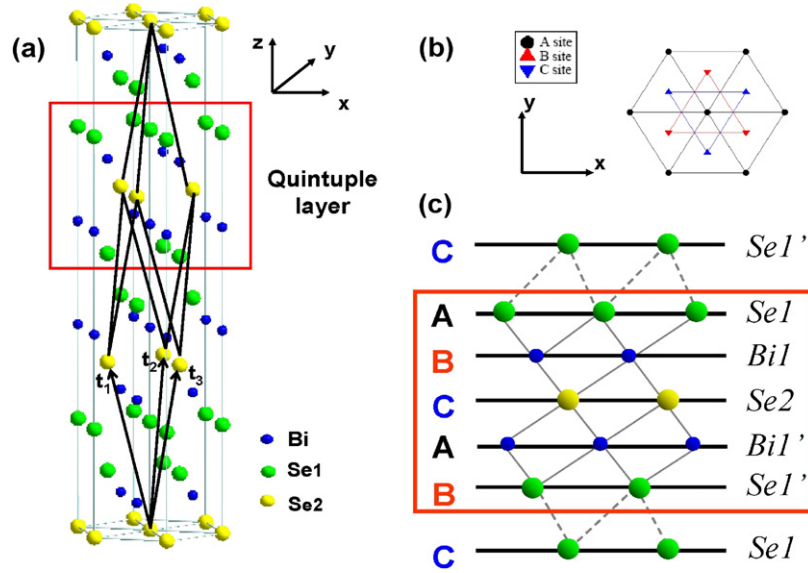 (a)
z
y
x
Quintuple
layer
t1
t2
t3
Bi
Se1
Se2
(b)
A site
B site
C site
y
x
(c)
C Se1’
A Se1
B Bi1
C Se2
A Bi1’
B Se1’
C Se1